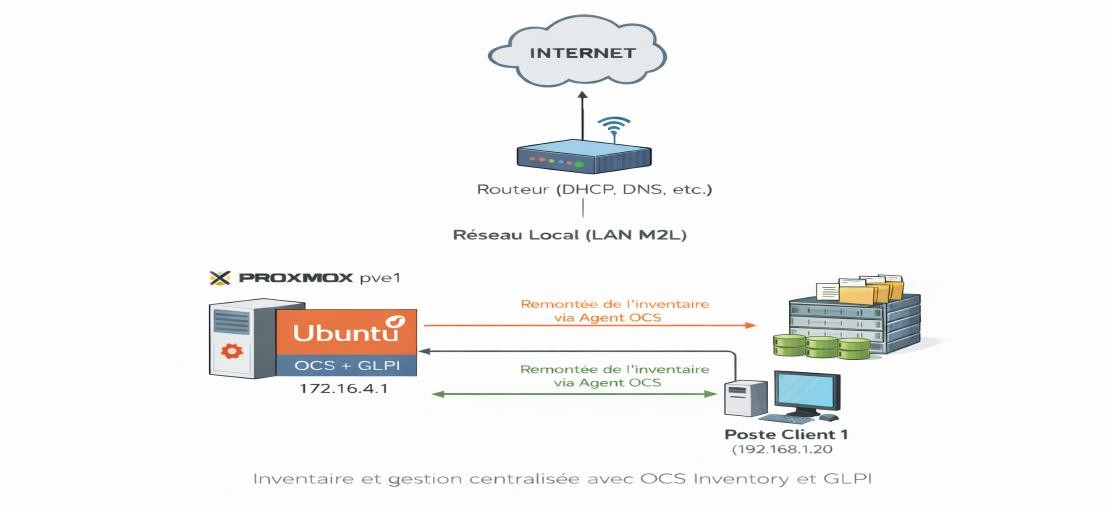 INTERNET
Routeur (DHCP, DNS, etc.)
Réseau Local (LAN M2L)
PROXMOX pve1
Ubuntu
OCS + GLPI
172.16.4.1
Remontée de l'inventaire
via Agent OCS
Remontée de l'inventaire
via Agent OCS
Poste Client 1
(192.168.1.20
Inventaire et gestion centralisée avec OCS Inventory et GLPI